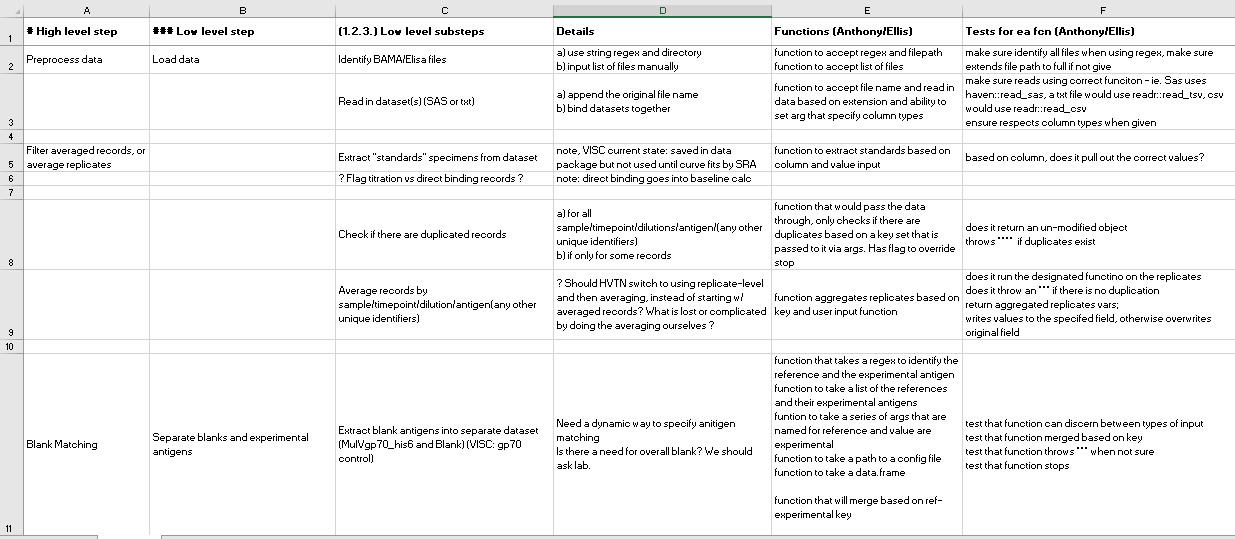 A B C D E F
1 # High level step ### Low level step (1.2.3.) Low level substeps Details Functions (Anthony/Ellis) Tests for ea fcn (Anthony/Ellis)
2
Preprocess data
Load data
Identify BAMA/Elisa files
a) use string regex and directory
b) input list of files manually
function to accept regex and filepath
function to accept list of files
make sure identify all files when using regex, make sure
extends file path to full if not give
3
Read in dataset(s) (SAS or txt)
a) append the original file name
b) bind datasets together
function to accept file name and read in
data based on extension and ability to
set arg that specify column types
make sure reads using correct funciton - ie. Sas uses
haven::read_sas, a txt file would use readr::read_tsv, csv
would use readr::read_csv
ensure respects column types when given
4
5
Filter averaged records, or
average replicates
Extract "standards" specimens from dataset
note, VISC current state: saved in data
package but not used until curve fits by SRA
function to extract standards based on
column and value input
based on column, does it pull out the correct values?
6
? Flag titration vs direct binding records ?
note: direct binding goes into baseline calc
7
8
Check if there are duplicated records
a) for all
sample/timepoint/dilutions/antigen/(any other
unique identifiers)
b) if only for some records
function that would pass the data
through, only checks if there are
duplicates based on a key set that is
passed to it via args. Has flag to override
stop
does it return an un-modified object
throws **** if duplicates exist
9
Average records by
sample/timepoint/dilution/antigen(any other
unique identifiers)
? Should HVTN switch to using replicate-level
and then averaging, instead of starting w/
averaged records? What is lost or complicated
by doing the averaging ourselves ?
function aggregates replicates based on
key and user input function
does it run the designated functino on the replicates
does it throw an *** if there is no duplication
return aggregated replicates vars;
writes values to the specifed field, otherwise overwrites
original field
10
11
Blank Matching
Separate blanks and experimental
antigens
Extract blank antigens into separate dataset
(MulVgp70_his6 and Blank) (VISC: gp70
control)
Need a dynamic way to specify anitigen
matching
Is there a need for overall blank? We should
ask lab.
function that takes a regex to identify the
reference and the experimental antigen
function to take a list of the references
and their experimental antigens
funtion to take a series of args that are
named for reference and value are
experimental
function to take a path to a config file
function to take a data.frame
function that will merge based on ref-
experimental key
test that function can discern between types of input
test that function merged based on key
test that function throws *** when not sure
test that function stops